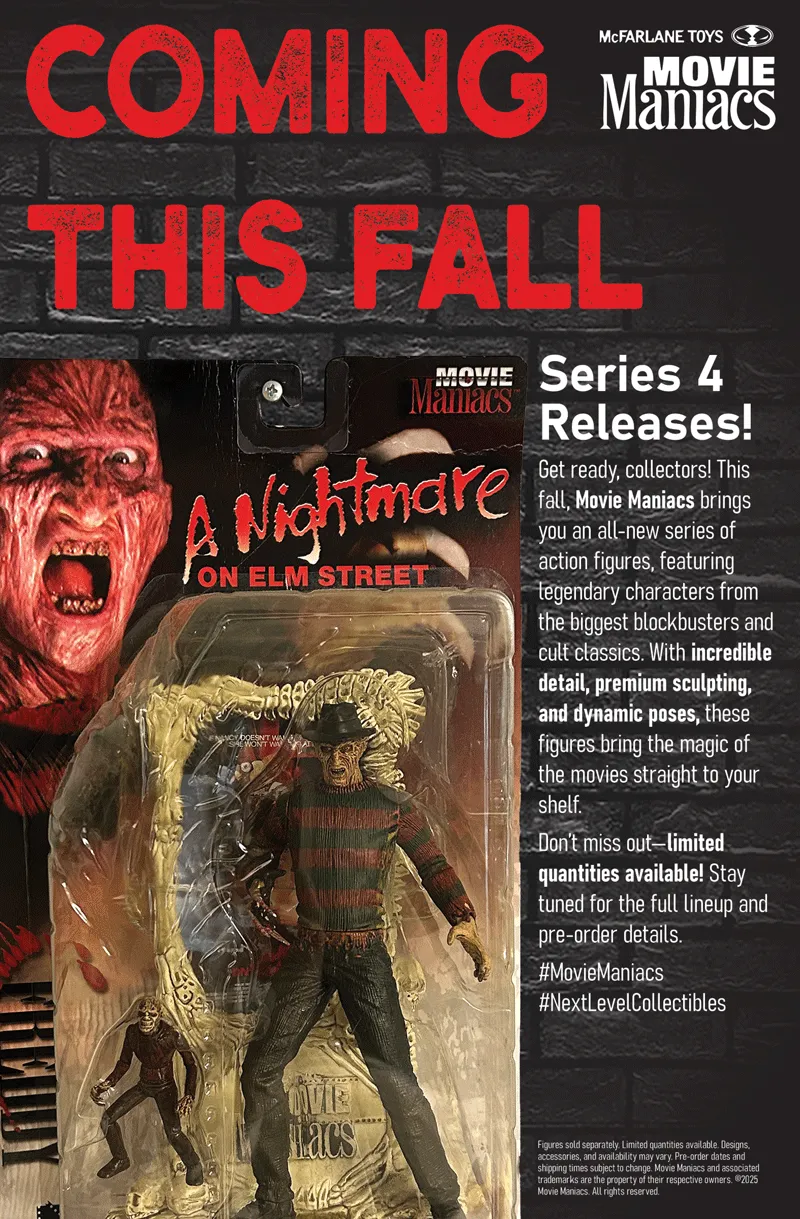 COMING
THIS FALL
McFARLANE TOYS
MOVIE
Maniacs
MOVIE
Maniacs
A Nightmare
ON ELM STREET
FREDDY
MOVIE
Series 4
Releases!
Get ready, collectors! This
fall, Movie Maniacs brings
you an all-new series of
action figures, featuring
legendary characters from
the biggest blockbusters and
cult classics. With incredible
detail, premium sculpting,
and dynamic poses, these
figures bring the magic of
the movies straight to your
shelf.
Don't miss out—limited
quantities available! Stay
tuned for the full lineup and
pre-order details.
#MovieManiacs
#NextLevelCollectibles
Figures sold separately. Limited quantities available. Designs,
accessories, and availability may vary. Pre-order dates and
shipping times subject to change. Movie Maniacs and associated
trademarks are the property of their respective owners. ©2025
Movie Maniacs. All rights reserved.